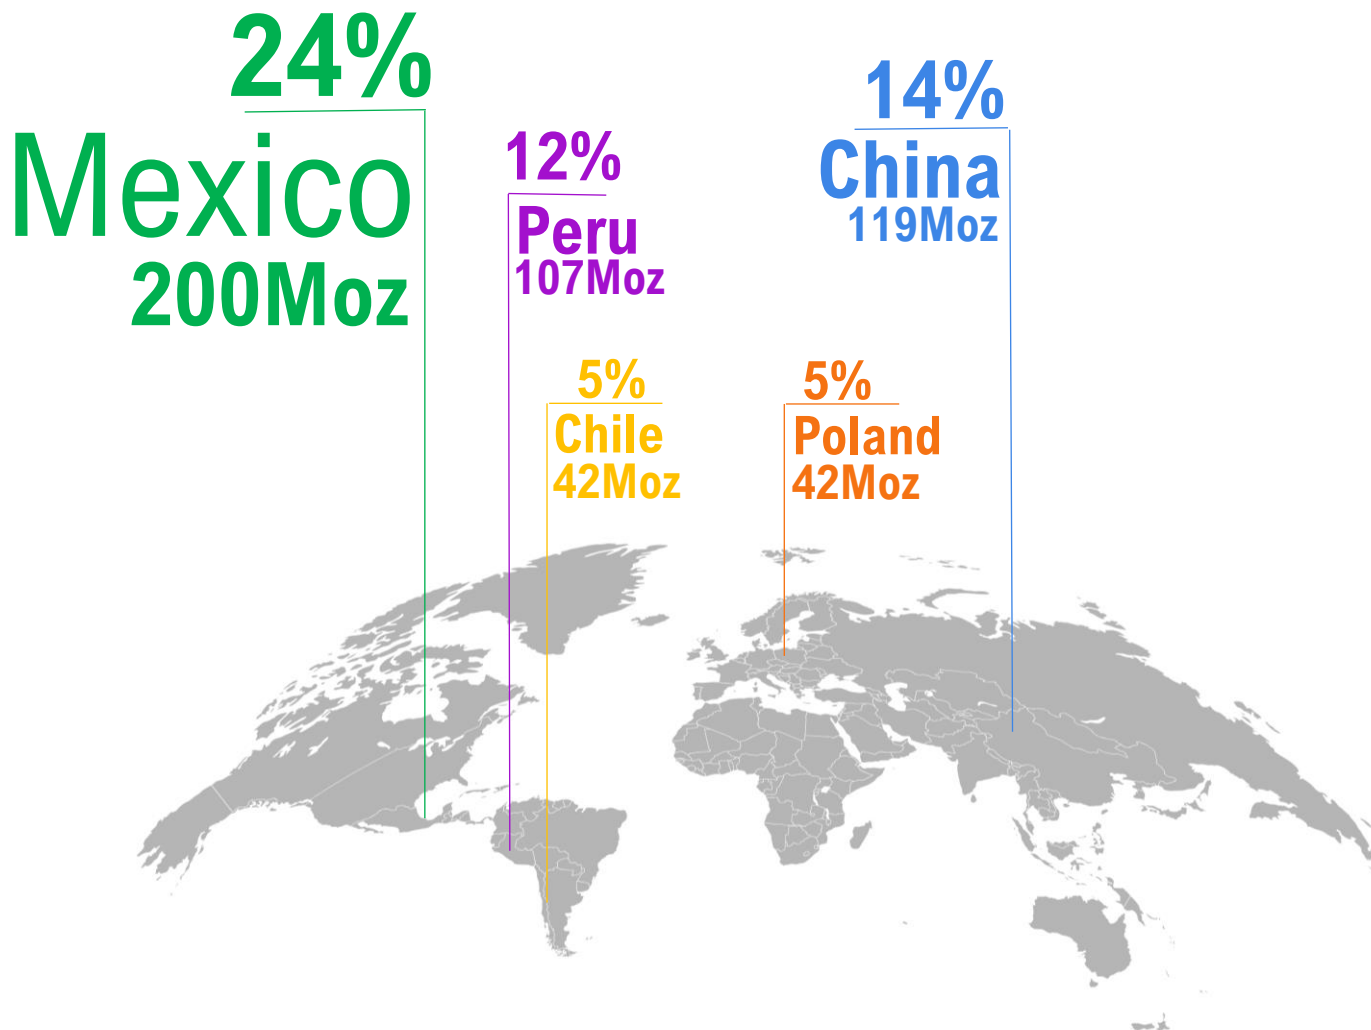 24%
Mexico
200Moz
12%
Peru
107Moz
14%
China
119Moz
5%
Chile
42Moz
5%
Poland
42Moz